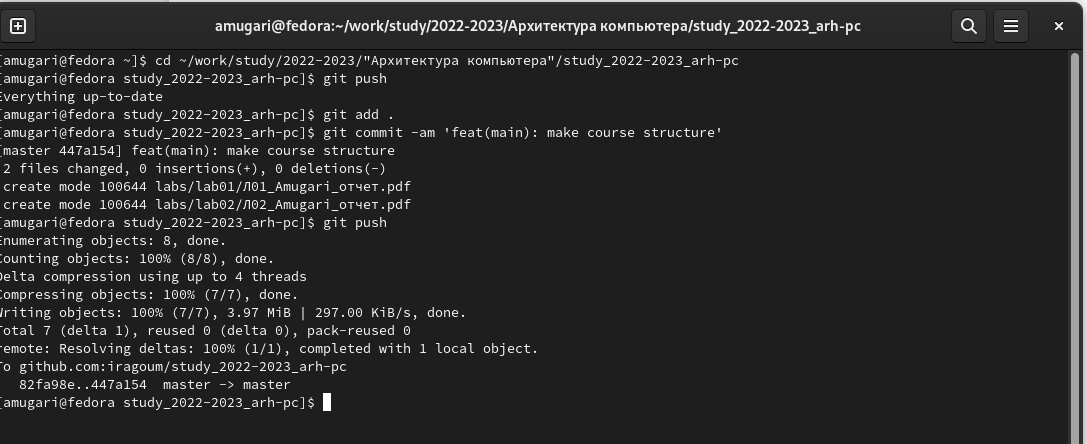 amugari@fedora:~/work/study/2022-2023/Архитектура компьютера/study_2022-2023_arh-pc
[amugari@fedora ~]$ cd ~/work/study/2022-2023/"Архитектура компьютера"/study_2022-2023_arh-pc
[amugari@fedora study_2022-2023_arh-pc]$ git push
Everything up-to-date
[amugari@fedora study_2022-2023_arh-pc]$ git add .
[amugari@fedora study_2022-2023_arh-pc]$ git commit -am 'feat(main): make course structure'
[master 447a154] feat(main): make course structure
2 files changed, 0 insertions(+), 0 deletions(-)
create mode 100644 labs/lab01/Л01_Amugari_отчет.pdf
create mode 100644 labs/lab02/Л02_Amugari_отчет.pdf
[amugari@fedora study_2022-2023_arh-pc]$ git push
Enumerating objects: 8, done.
Counting objects: 100% (8/8), done.
Delta compression using up to 4 threads
Compressing objects: 100% (7/7), done.
Writing objects: 100% (7/7), 3.97 MiB | 297.00 KiB/s, done.
Total 7 (delta 1), reused 0 (delta 0), pack-reused 0
remote: Resolving deltas: 100% (1/1), completed with 1 local object.
To github.com:iragoum/study_2022-2023_arh-pc
82fa98e..447a154  master -> master
[amugari@fedora study_2022-2023_arh-pc]$